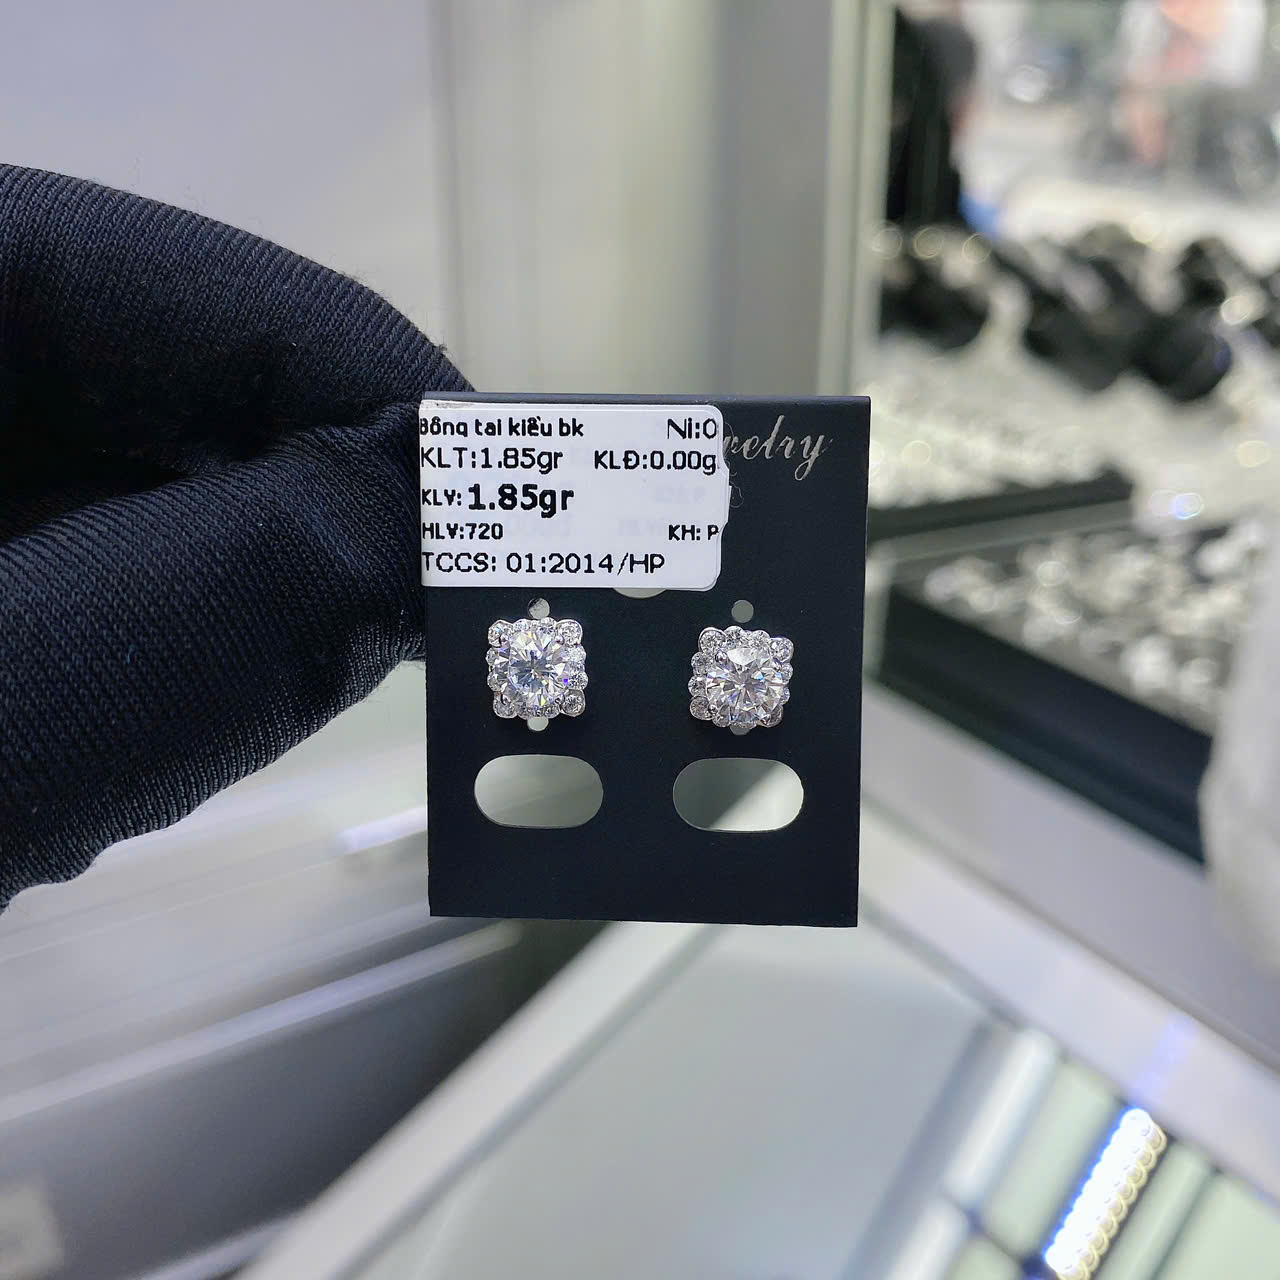 Bông tai kiểu bk Ni:0
KLT:1.85gr KLĐ:0.00g
KLV: 1.85gr
HLV:720 KH: P
TCCS: 01:2014/HP